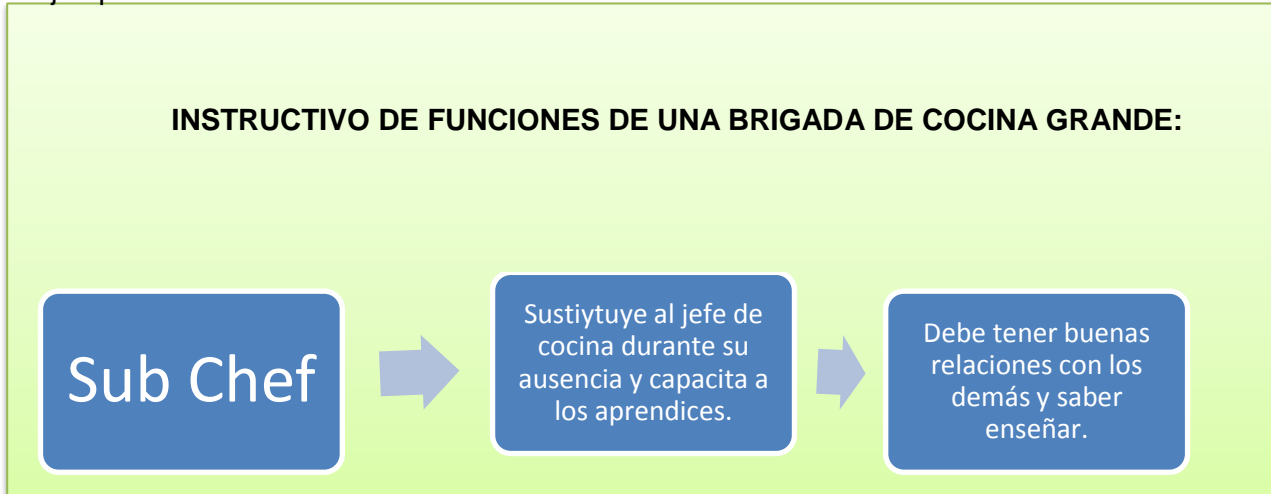 INSTRUCTIVO DE FUNCIONES DE UNA BRIGADA DE COCINA GRANDE:
Sub Chef
Sustiytuye al jefe de
cocina durante su
ausencia y capacita a
los aprendices.
Debe tener buenas
relaciones con los
demás y saber
enseñar.